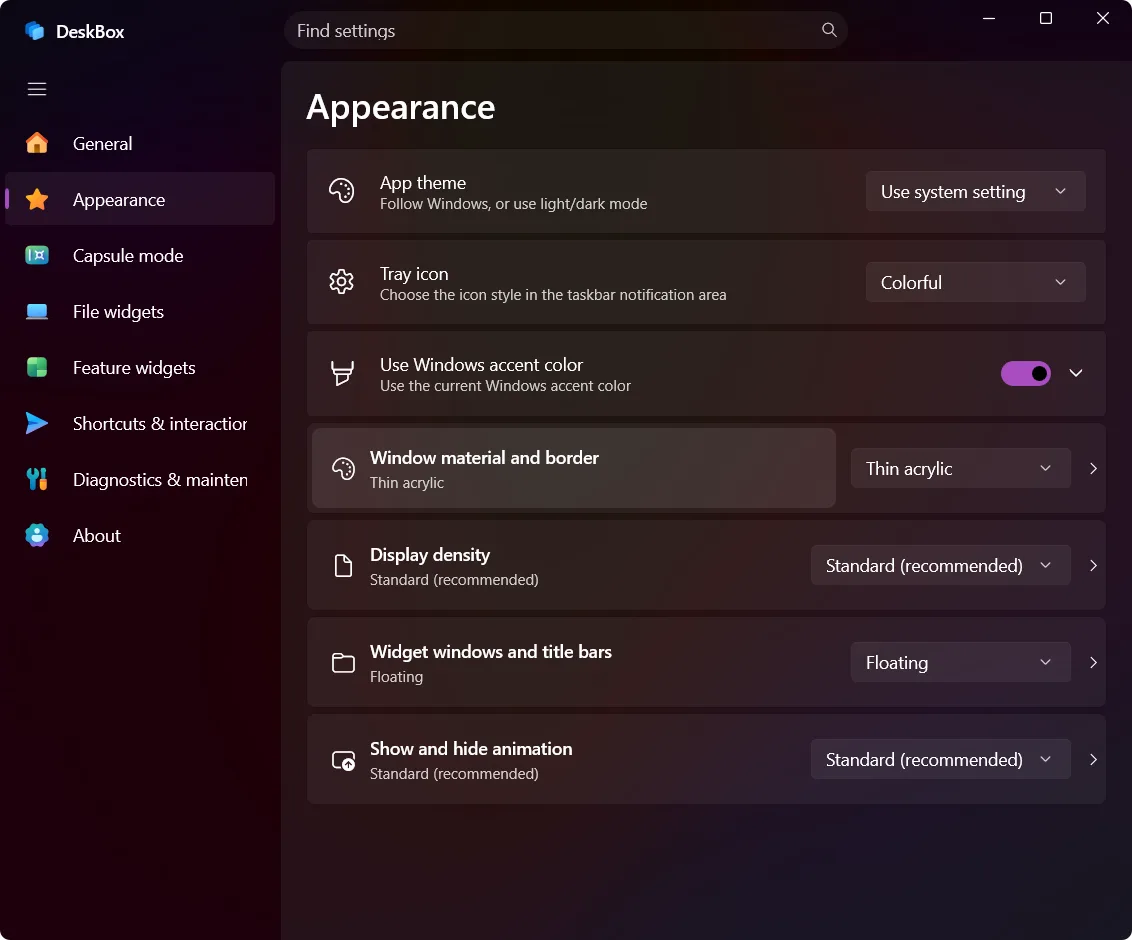 DeskBox
Find settings
General
Appearance
Capsule mode
File widgets
Feature widgets
Shortcuts & interaction
Diagnostics & mainten
About
Appearance
App theme
Follow Windows, or use light/dark mode
Use system setting
Tray icon
Choose the icon style in the taskbar notification area
Colorful
Use Windows accent color
Use the current Windows accent color
Window material and border
Thin acrylic
Thin acrylic
Display density
Standard (recommended)
Standard (recommended)
Widget windows and title bars
Floating
Floating
Show and hide animation
Standard (recommended)
Standard (recommended)